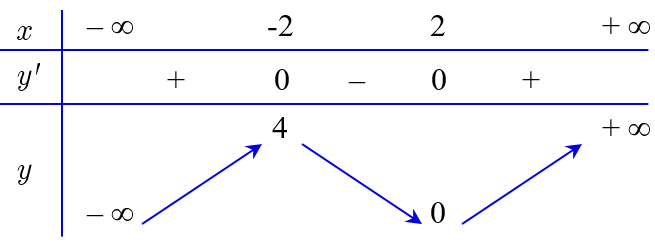 x − ∞ -2 2 + ∞
y′ + 0 − 0 +
4 + ∞
y
− ∞ 0